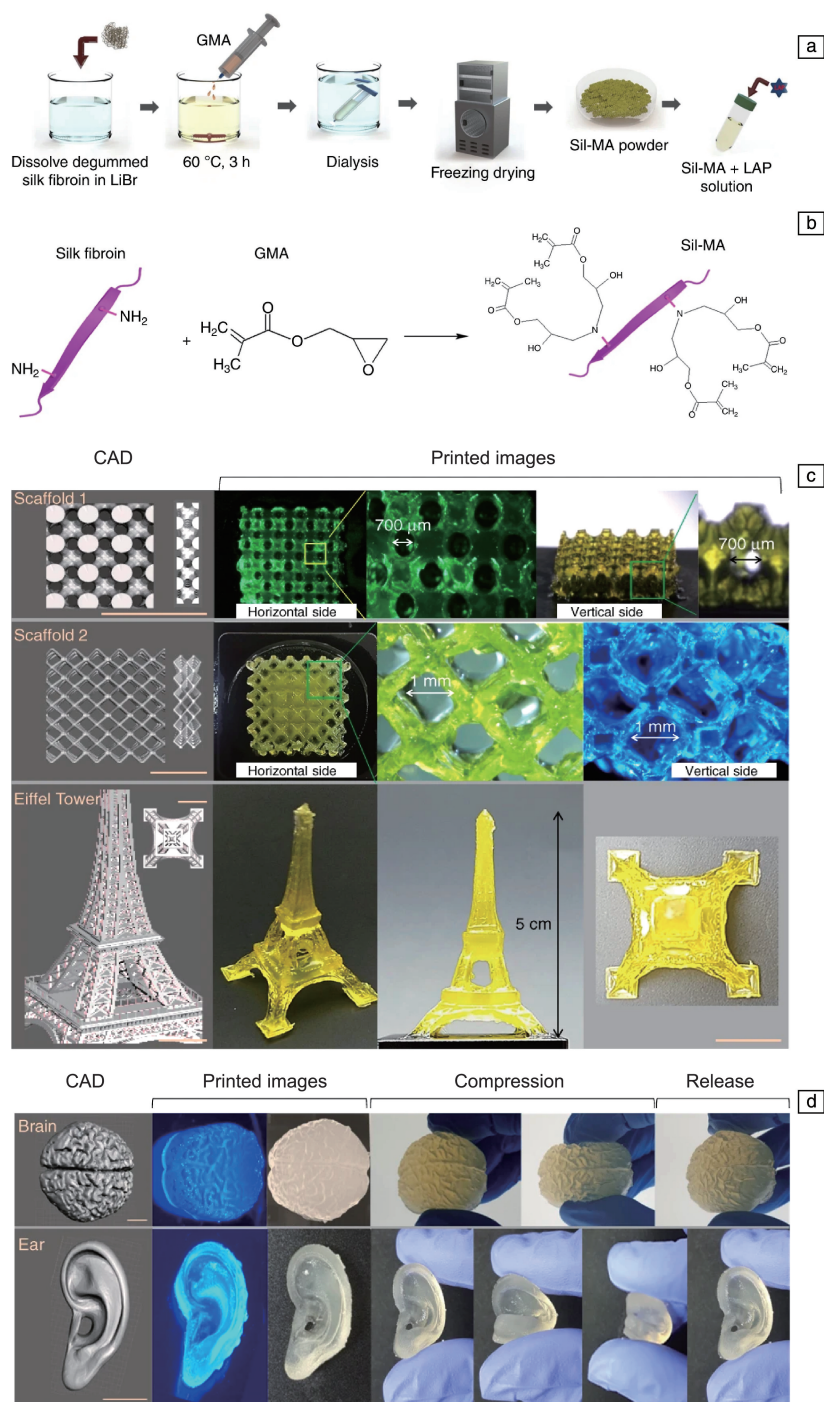 a
GMA
Dissolve degummed
silk fibroin in LiBr
60 °C, 3 h
Dialysis
Freezing drying
Sil-MA powder
Sil-MA + LAP
solution
b
Silk fibroin
GMA
Sil-MA
NH₂
NH₂
+
H₂C
CH₃
O
O
O
H₂C
CH₃
O
O
OH
H₂C
CH₃
O
O
HO
N
N
OH
O
O
CH₃
CH₂
HO
O
O
CH₃
CH₂
c
CAD
Printed images
Scaffold 1
700 μm
700 μm
Horizontal side
Vertical side
Scaffold 2
1 mm
1 mm
Horizontal side
Vertical side
Eiffel Tower
5 cm
d
CAD
Printed images
Compression
Release
Brain
Ear